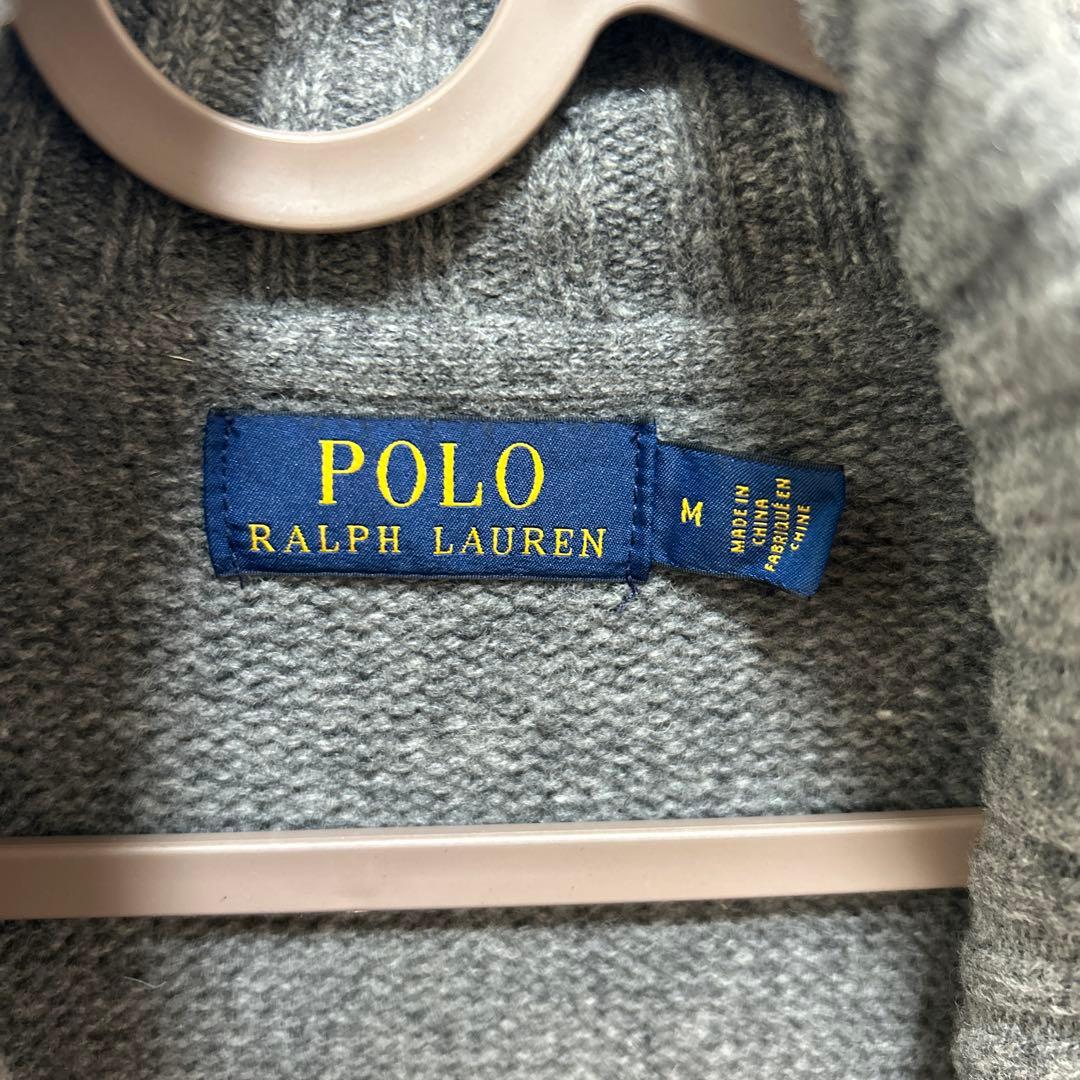 POLO
RALPH LAUREN
M
MADE IN
CHINA
FABRIQUÉ EN
CHINE